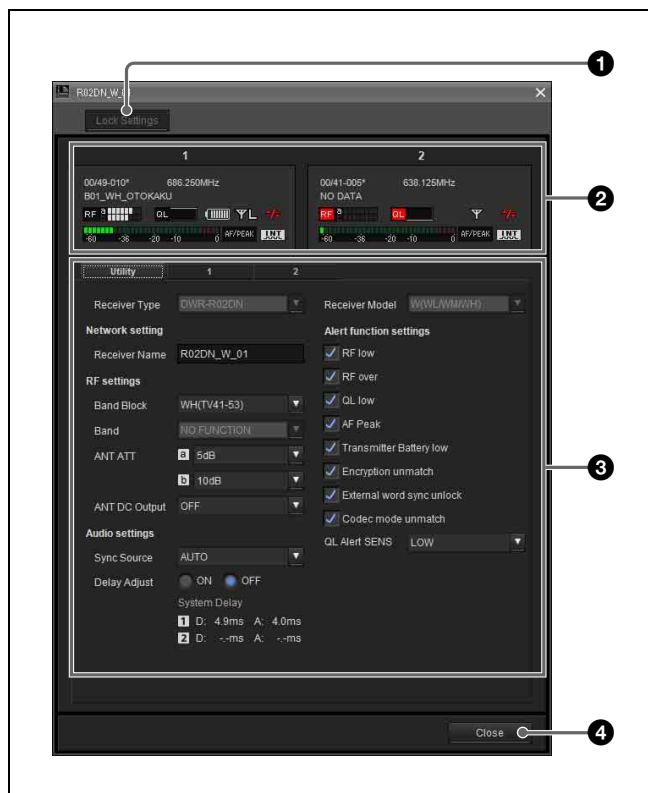 1
R02DN_W_01
Lock Settings
1
00/49-010* 686.250MHz
B01_WH_OTOKAKU
RF a QL L +/-
-60 -36 -20 -10 0 AF/PEAK INT
2
00/41-005* 638.125MHz
NO DATA
RF a QL +/-
-60 -36 -20 -10 0 AF/PEAK INT
2
Utility 1 2
Receiver Type DWR-R02DN
Receiver Model W(WL/WM/WH)
Network setting
Receiver Name R02DN_W_01
RF settings
Band Block WH(TV41-53)
Band NO FUNCTION
ANT ATT a 5dB
b 10dB
ANT DC Output OFF
Audio settings
Sync Source AUTO
Delay Adjust ON OFF
System Delay
1 D: 4.9ms A: 4.0ms
2 D: -.-ms A: -.-ms
Alert function settings
RF low
RF over
QL low
AF Peak
Transmitter Battery low
Encryption unmatch
External word sync unlock
Codec mode unmatch
QL Alert SENS LOW
3
Close
4